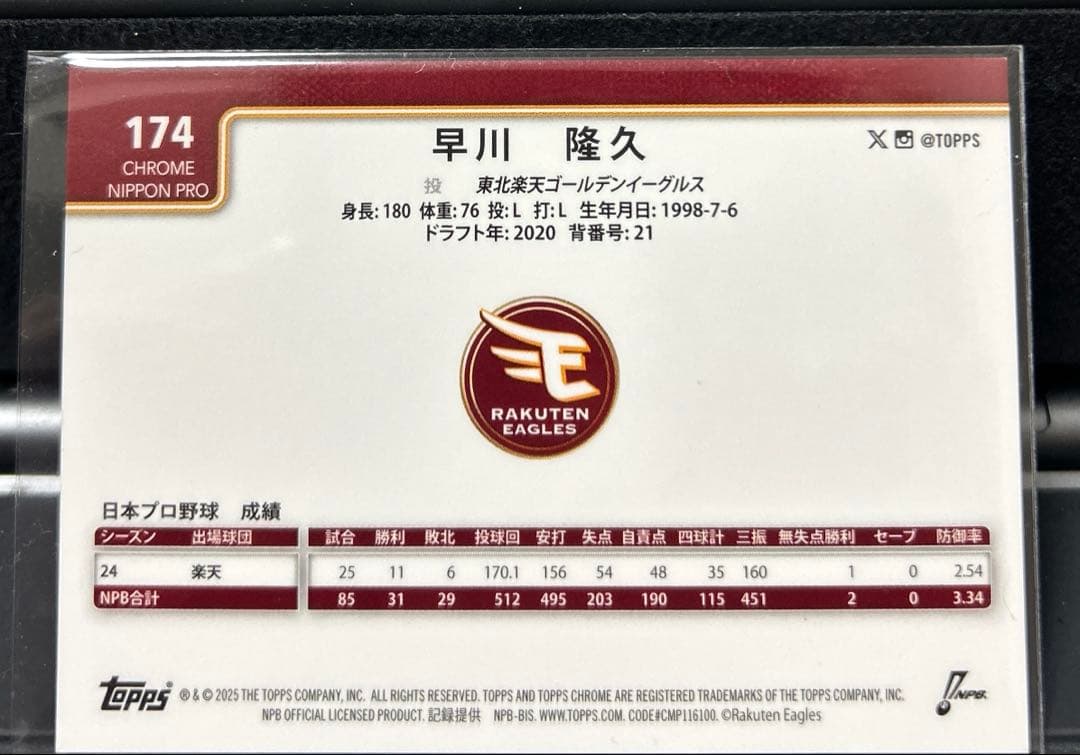 174
CHROME
NIPPON PRO
早川 隆久
@TOPPS
投 東北楽天ゴールデンイーグルス
身長: 180 体重: 76 投: L 打: L 生年月日: 1998-7-6
ドラフト年: 2020 背番号: 21
RAKUTEN
EAGLES
日本プロ野球 成績
シーズン 出場球団 試合 勝利 敗北 投球回 安打 失点 自責点 四球計 三振 無失点勝利 セーブ 防御率
24 楽天 25 11 6 170.1 156 54 48 35 160 1 0 2.54
NPB合計 85 31 29 512 495 203 190 115 451 2 0 3.34
Topps ® & © 2025 THE TOPPS COMPANY, INC. ALL RIGHTS RESERVED. TOPPS AND TOPPS CHROME ARE REGISTERED TRADEMARKS OF THE TOPPS COMPANY, INC.
NPB OFFICIAL LICENSED PRODUCT. 記録提供 NPB-BIS. WWW.TOPPS.COM. CODE#CMP116100. ©Rakuten Eagles
NPB